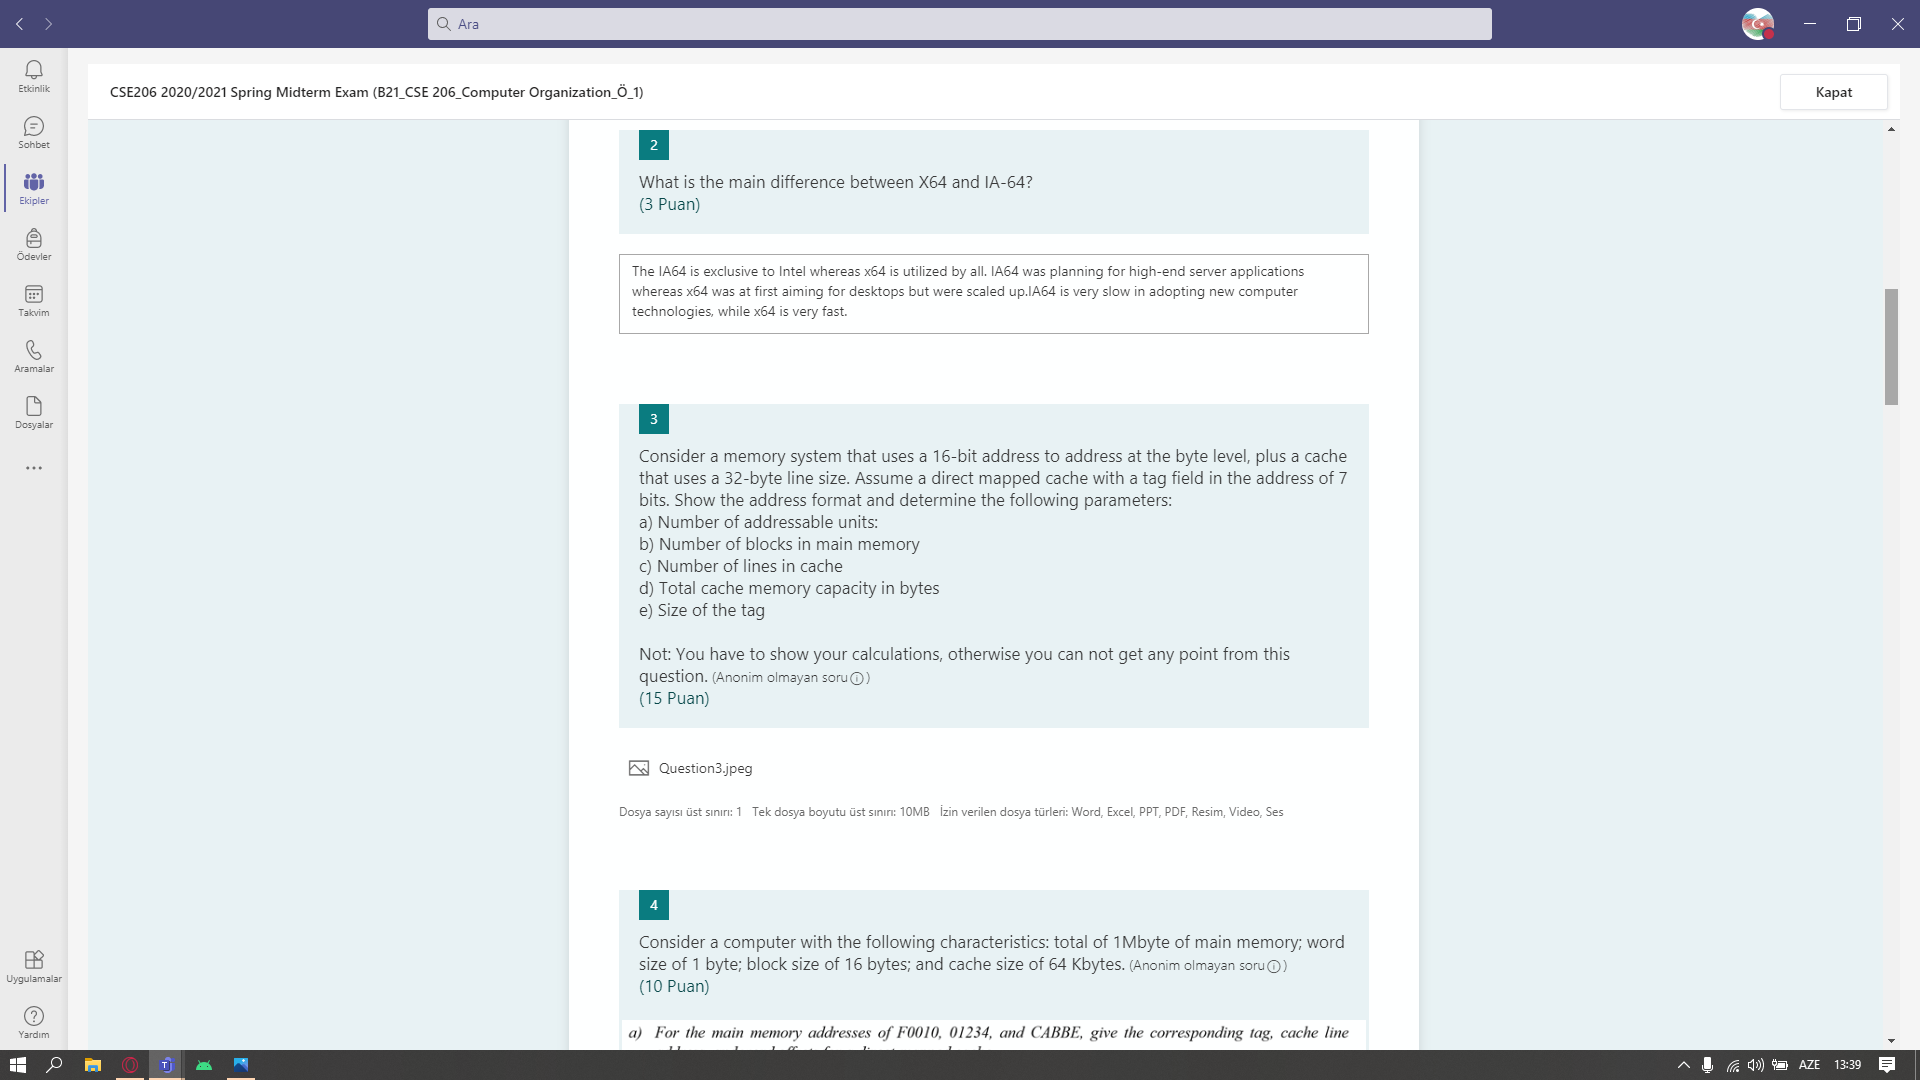 Ara
CSE206 2020/2021 Spring Midterm Exam (B21_CSE 206_Computer Organization_Ö_1)
Kapat
Etkinlik
Sohbet
Ekipler
Ödevler
Takvim
Aramalar
Dosyalar
Uygulamalar
Yardım
2
What is the main difference between X64 and IA-64?
(3 Puan)
The IA64 is exclusive to Intel whereas x64 is utilized by all. IA64 was planning for high-end server applications
whereas x64 was at first aiming for desktops but were scaled up.IA64 is very slow in adopting new computer
technologies, while x64 is very fast.
3
Consider a memory system that uses a 16-bit address to address at the byte level, plus a cache
that uses a 32-byte line size. Assume a direct mapped cache with a tag field in the address of 7
bits. Show the address format and determine the following parameters:
a) Number of addressable units:
b) Number of blocks in main memory
c) Number of lines in cache
d) Total cache memory capacity in bytes
e) Size of the tag
Not: You have to show your calculations, otherwise you can not get any point from this
question. (Anonim olmayan soru)
(15 Puan)
Question3.jpeg
Dosya sayısı üst sınırı: 1 Tek dosya boyutu üst sınırı: 10MB İzin verilen dosya türleri: Word, Excel, PPT, PDF, Resim, Video, Ses
4
Consider a computer with the following characteristics: total of 1Mbyte of main memory; word
size of 1 byte; block size of 16 bytes; and cache size of 64 Kbytes. (Anonim olmayan soru)
(10 Puan)
a) For the main memory addresses of F0010, 01234, and CABBE, give the corresponding tag, cache line
AZE
13:39